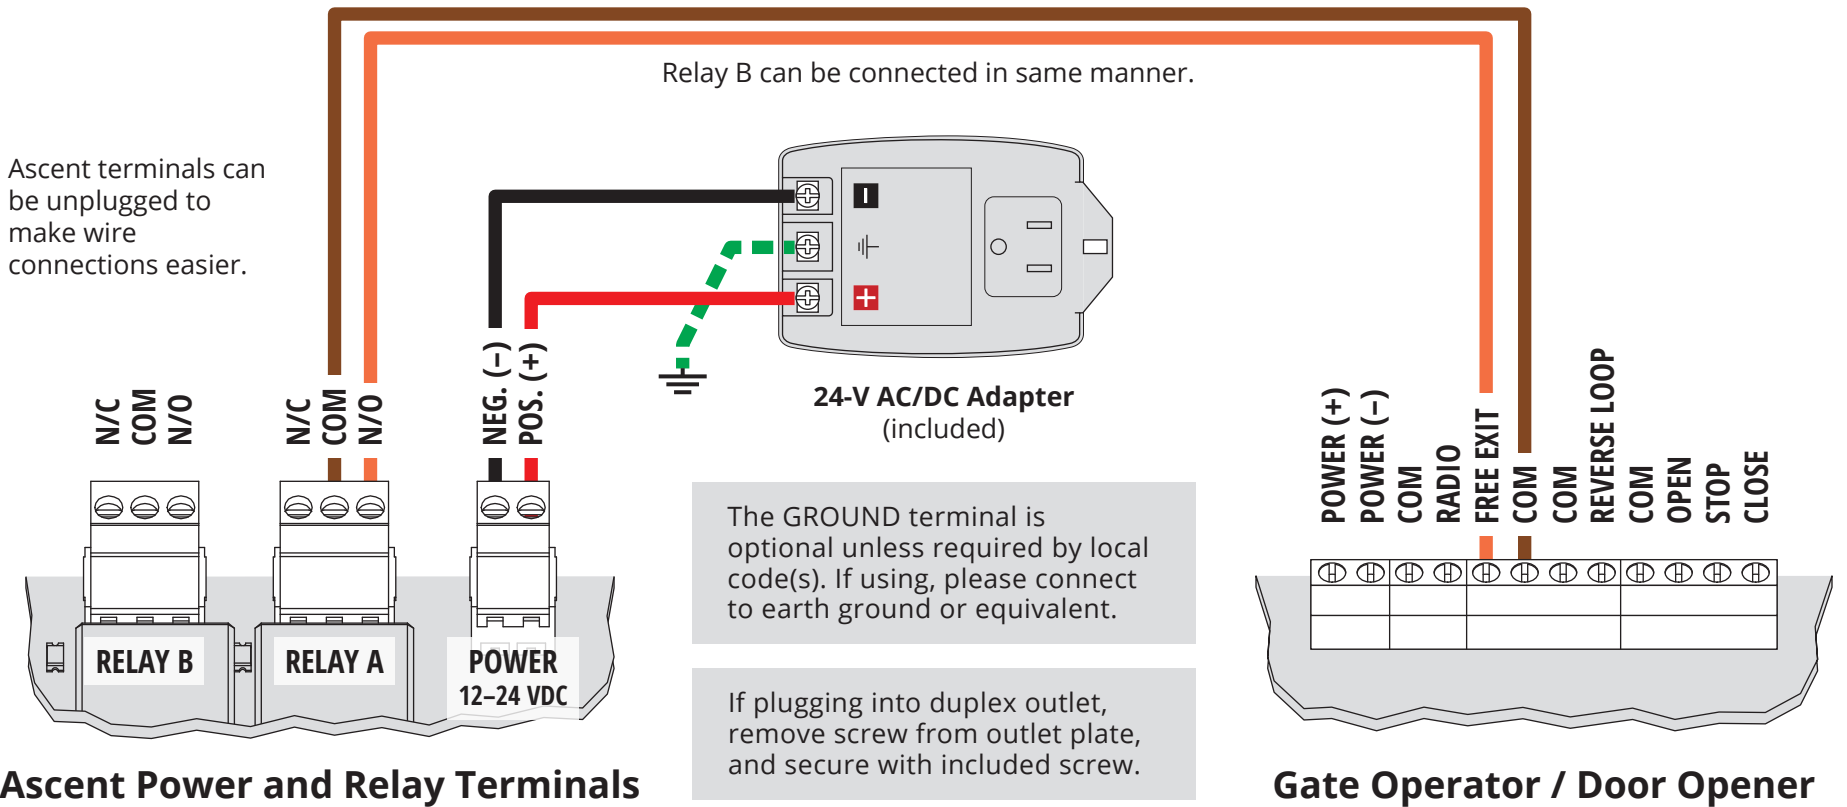 Relay B can be connected in same manner.
Ascent terminals can
be unplugged to
make wire
connections easier.
24-V AC/DC Adapter
(included)
N/C
COM
N/O
N/C
COM
N/O
NEG. (−)
POS. (+)
RELAY B
RELAY A
POWER
12–24 VDC
Ascent Power and Relay Terminals
The GROUND terminal is
optional unless required by local
code(s). If using, please connect
to earth ground or equivalent.
If plugging into duplex outlet,
remove screw from outlet plate,
and secure with included screw.
POWER (+)
POWER (−)
COM
RADIO
FREE EXIT
COM
COM
REVERSE LOOP
COM
OPEN
STOP
CLOSE
Gate Operator / Door Opener